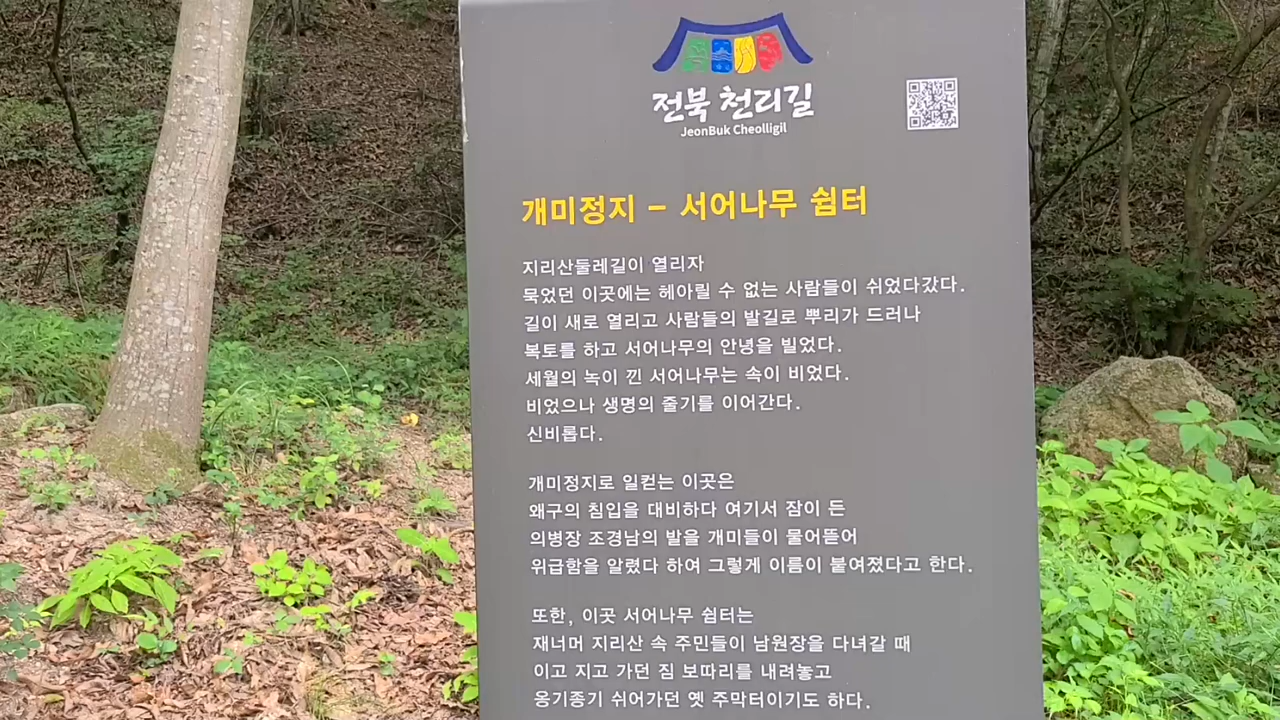 전북 천리길
JeonBuk Cheolligil
개미정지 - 서어나무 쉼터
지리산둘레길이 열리자
묵었던 이곳에는 헤아릴 수 없는 사람들이 쉬었다갔다.
길이 새로 열리고 사람들의 발길로 뿌리가 드러나
복토를 하고 서어나무의 안녕을 빌었다.
세월의 녹이 낀 서어나무는 속이 비었다.
비었으나 생명의 줄기를 이어간다.
신비롭다.
개미정지로 일컫는 이곳은
왜구의 침입을 대비하다 여기서 잠이 든
의병장 조경남의 발을 개미들이 물어뜯어
위급함을 알렸다 하여 그렇게 이름이 붙여졌다고 한다.
또한, 이곳 서어나무 쉼터는
재너머 지리산 속 주민들이 남원장을 다녀갈 때
이고 지고 가던 짐 보따리를 내려놓고
옹기종기 쉬어가던 옛 주막터이기도 하다.